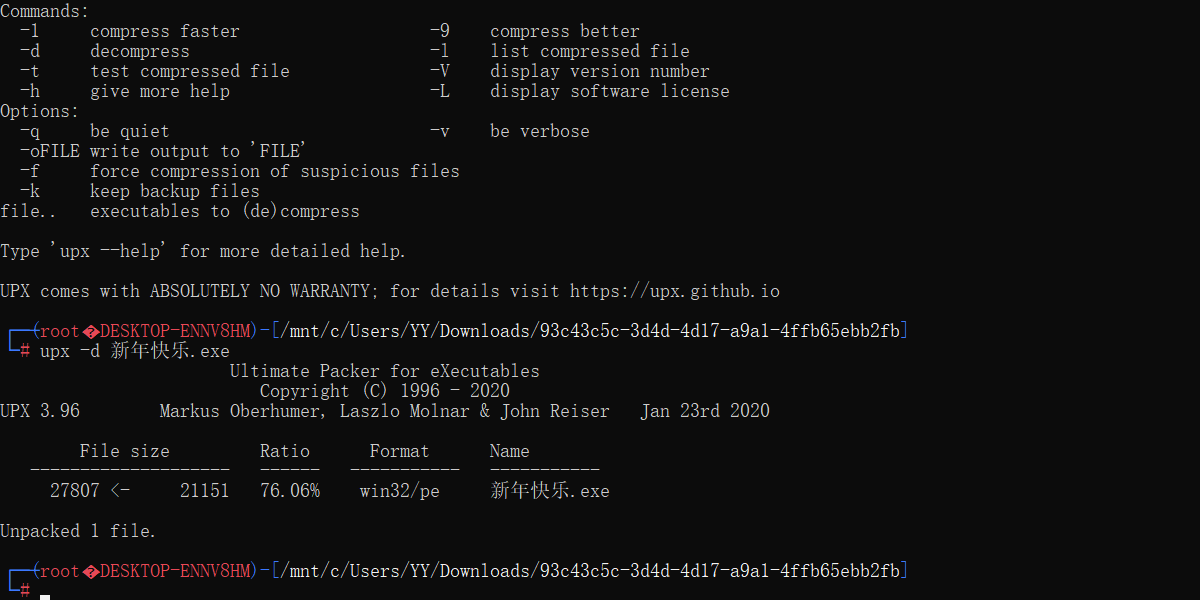 Commands:
  -1     compress faster                   -9    compress better
  -d     decompress                        -l    list compressed file
  -t     test compressed file              -V    display version number
  -h     give more help                    -L    display software license
Options:
  -q     be quiet                          -v    be verbose
  -oFILE write output to 'FILE'
  -f     force compression of suspicious files
  -k     keep backup files
file..   executables to (de)compress

Type 'upx --help' for more detailed help.

UPX comes with ABSOLUTELY NO WARRANTY; for details visit https://upx.github.io

┌──(root�DESKTOP-ENNV8HM)-[/mnt/c/Users/YY/Downloads/93c43c5c-3d4d-4d17-a9a1-4ffb65ebb2fb]
└─# upx -d 新年快乐.exe
                       Ultimate Packer for eXecutables
                          Copyright (C) 1996 - 2020
UPX 3.96        Markus Oberhumer, Laszlo Molnar & John Reiser   Jan 23rd 2020

        File size         Ratio      Format      Name
   --------------------   ------   -----------   -----------
     27807 <-     21151   76.06%    win32/pe     新年快乐.exe

Unpacked 1 file.

┌──(root�DESKTOP-ENNV8HM)-[/mnt/c/Users/YY/Downloads/93c43c5c-3d4d-4d17-a9a1-4ffb65ebb2fb]
└─#